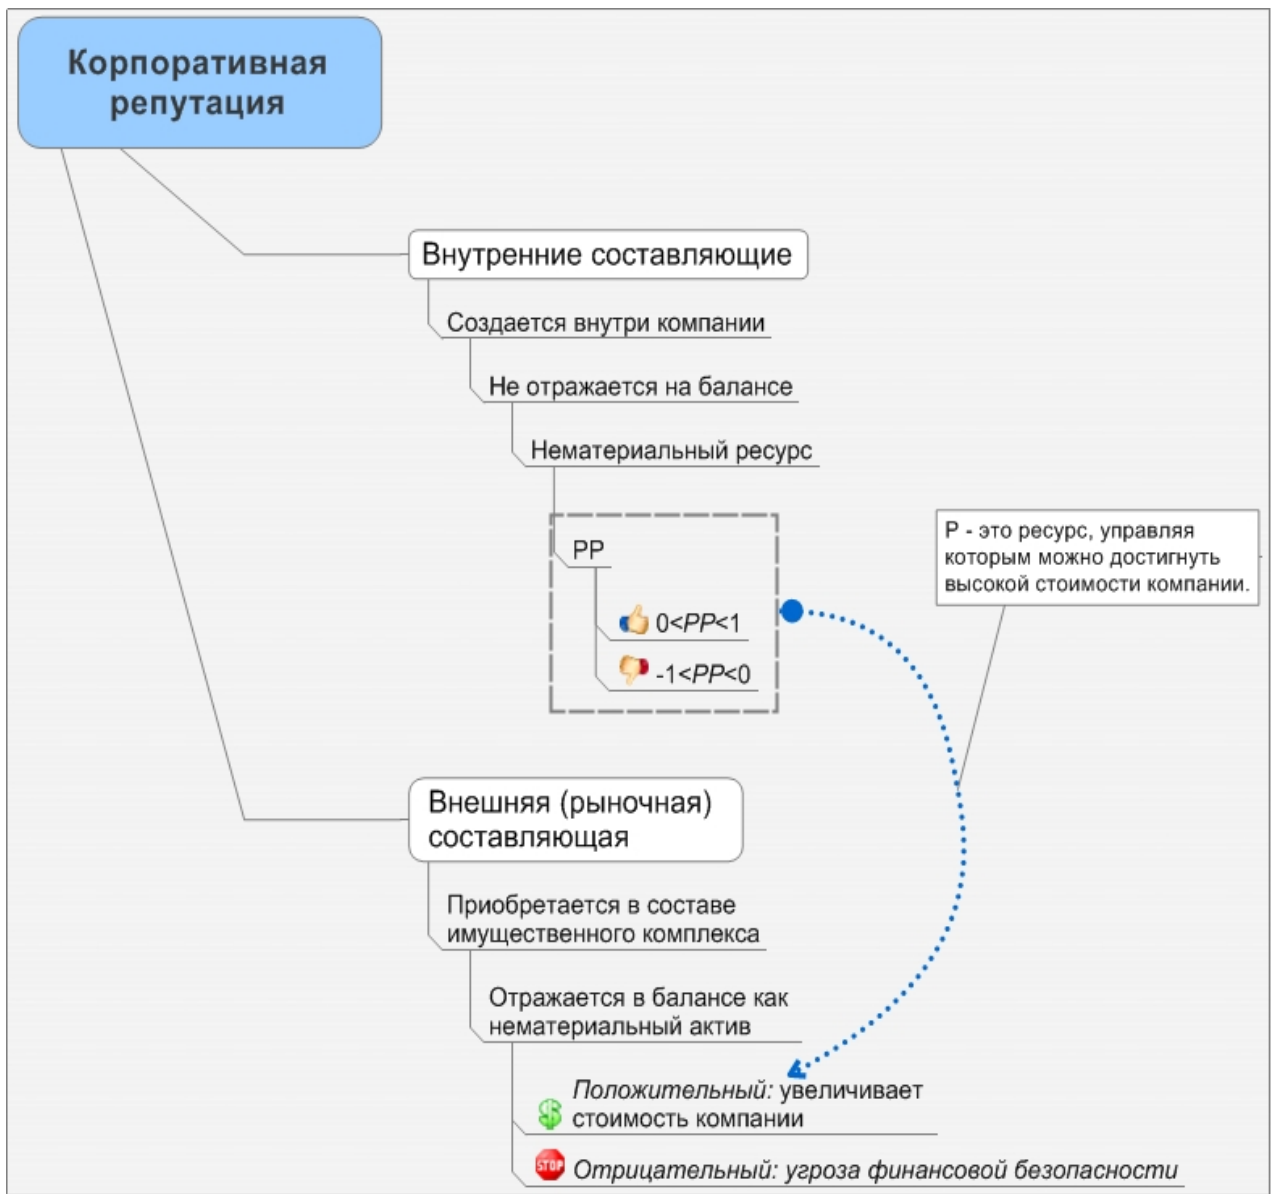 Корпоративная
репутация
Внутренние составляющие
Создается внутри компании
Не отражается на балансе
Нематериальный ресурс
РР
0<РР<1
-1<РР<0
Р - это ресурс, управляя
которым можно достигнуть
высокой стоимости компании.
Внешняя (рыночная)
составляющая
Приобретается в составе
имущественного комплекса
Отражается в балансе как
нематериальный актив
Положительный: увеличивает
стоимость компании
STOP
Отрицательный: угроза финансовой безопасности